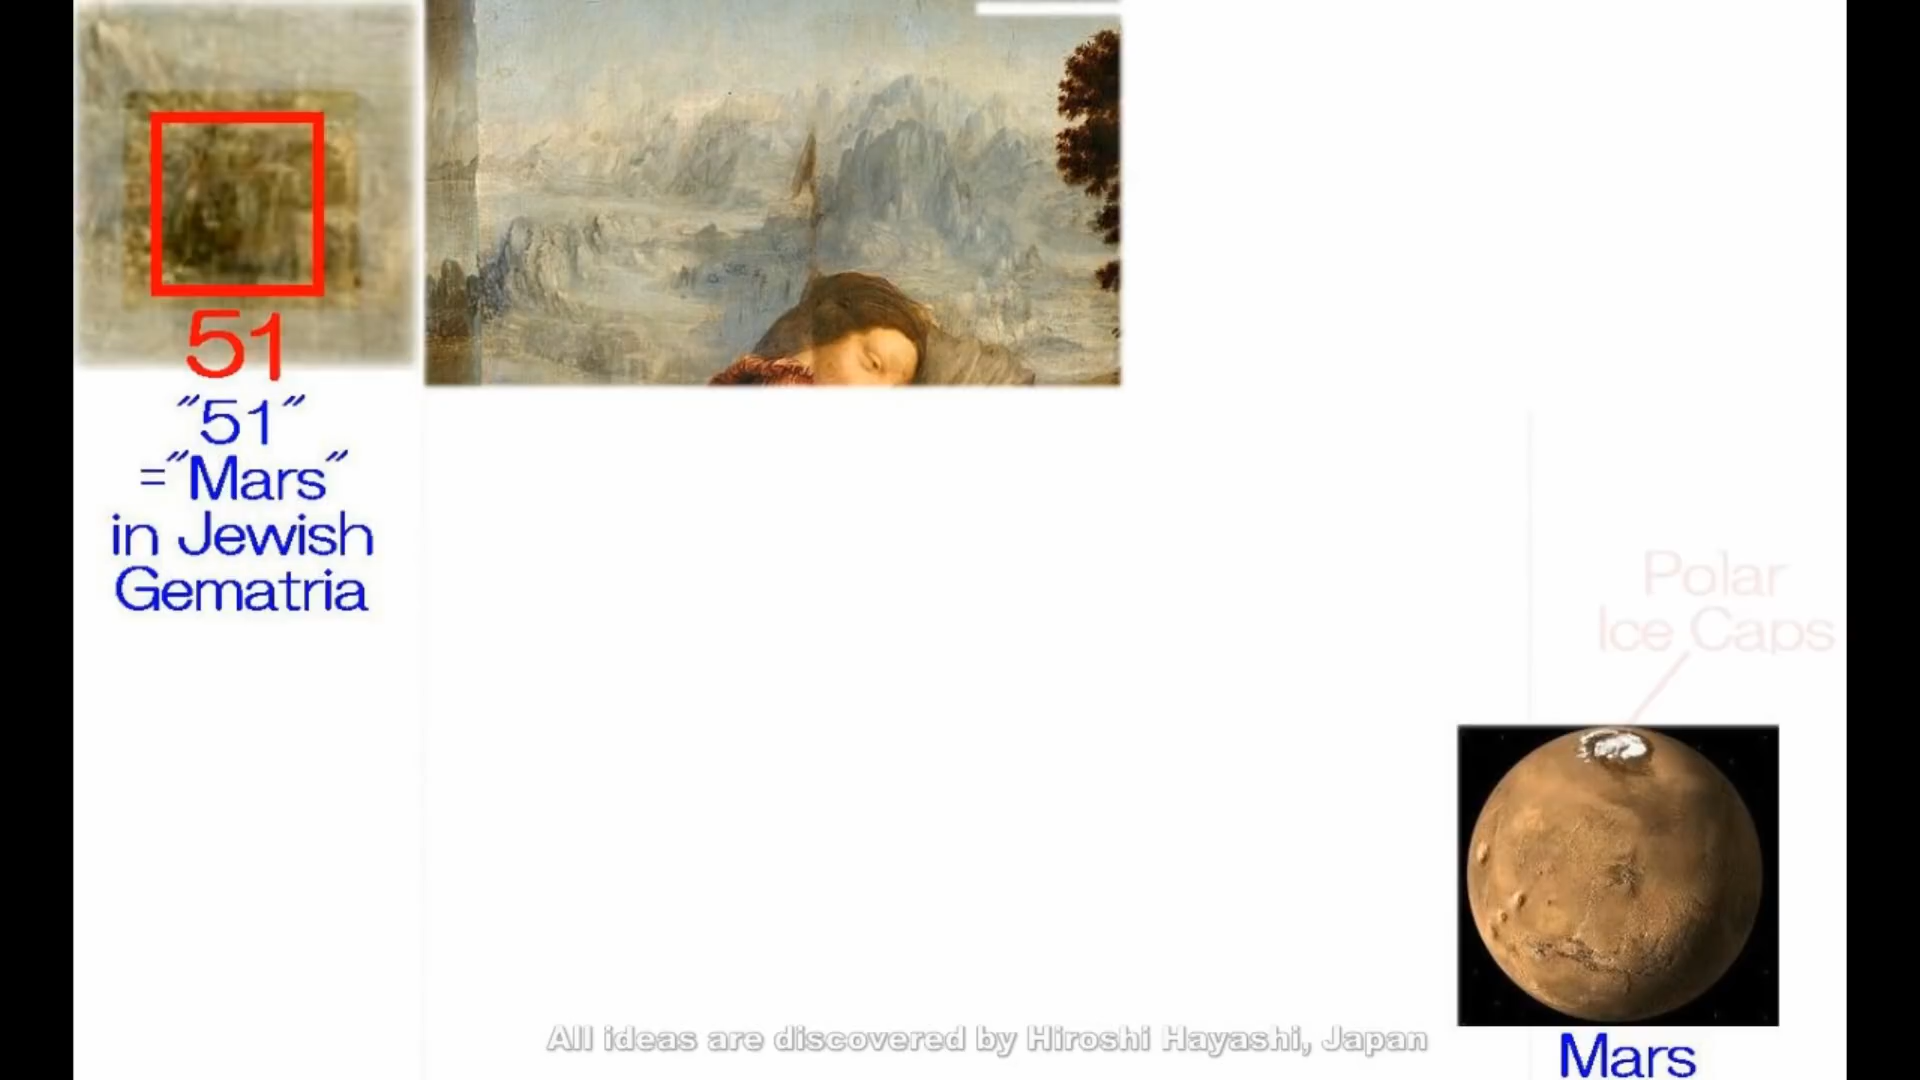 51
"51"
="Mars"
in Jewish
Gematria
Polar
Ice Caps
Mars
All ideas are discovered by Hiroshi Hayashi, Japan